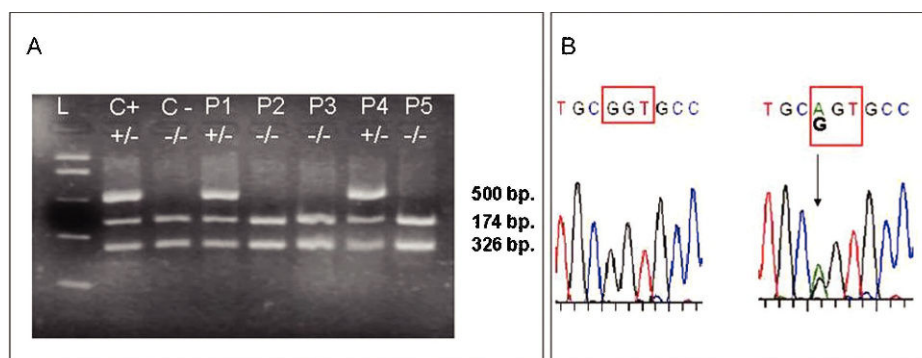 A
L C+ C - P1 P2 P3 P4 P5
+/- -/- +/- -/- -/- +/- -/-
500 bp.
174 bp.
326 bp.
B
TGCGGTGCC
TGCAGTGCC
G